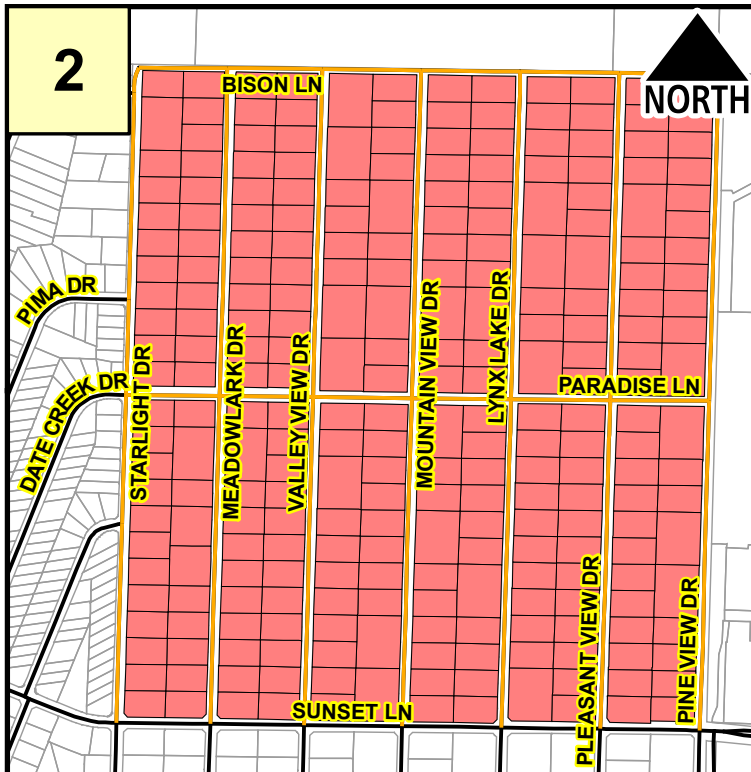 2
NORTH
BISON LN
PIMA DR
DATE CREEK DR
STARLIGHT DR
MEADOWLARK DR
VALLEY VIEW DR
MOUNTAIN VIEW DR
LYNX LAKE DR
PARADISE LN
PLEASANT VIEW DR
PINE VIEW DR
SUNSET LN